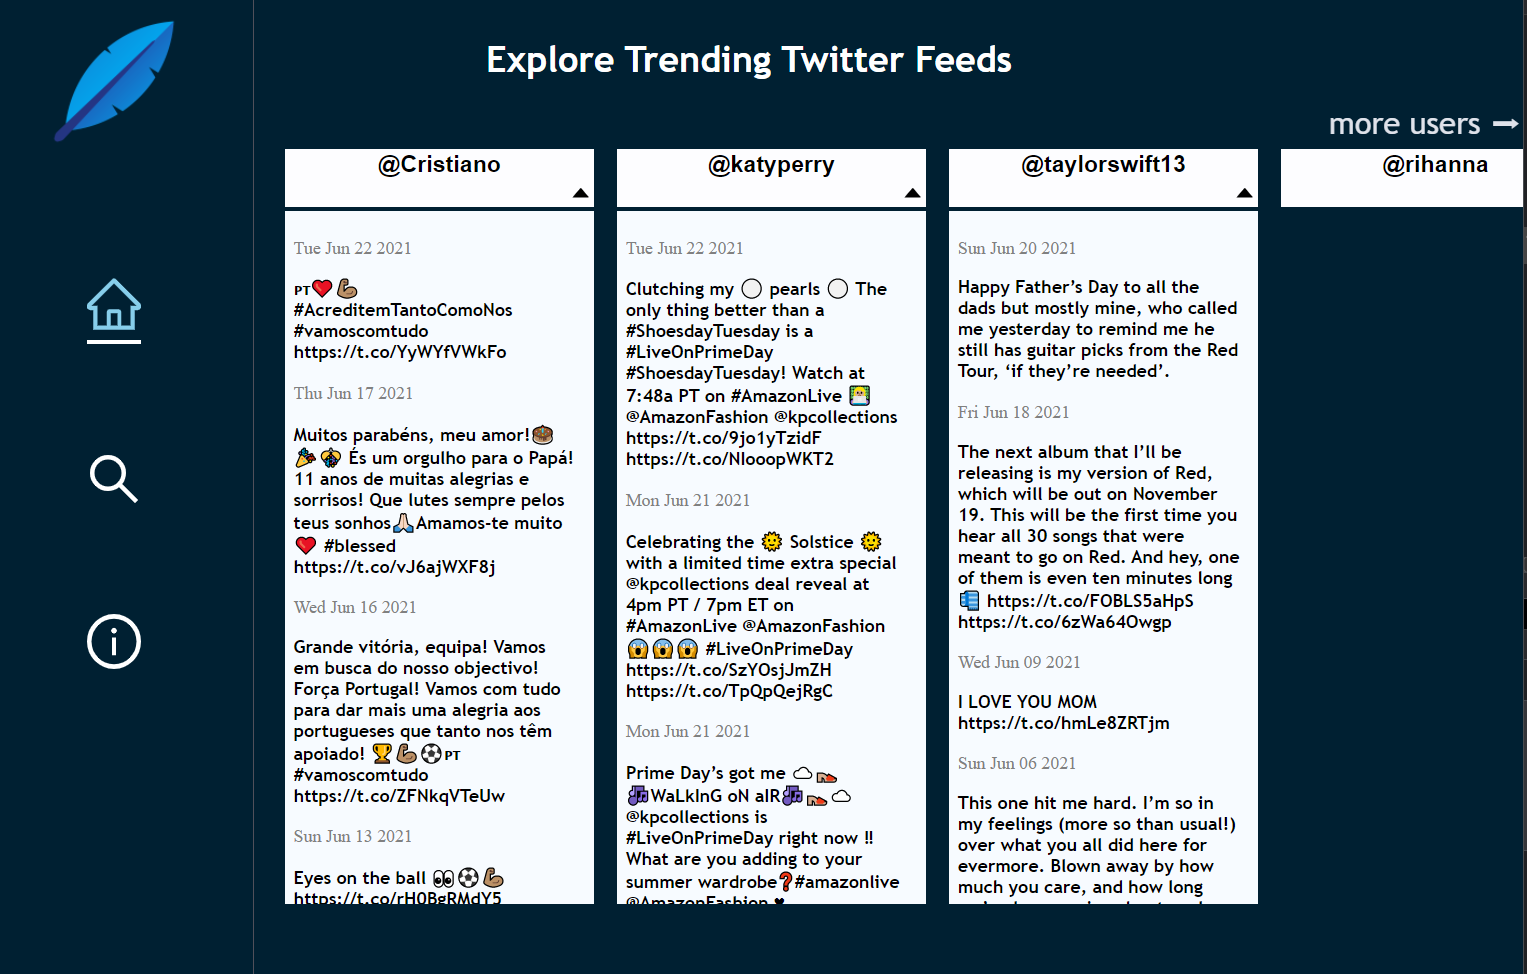 Explore Trending Twitter Feeds
more users →
@Cristiano
Tue Jun 22 2021
PT❤️💪🏽
#AcreditemTantoComoNos
#vamoscomtudo
https://t.co/YyWYfVWkFo
Thu Jun 17 2021
Muitos parabéns, meu amor!🎂
🎉🎊 És um orgulho para o Papá!
11 anos de muitas alegrias e
sorrisos! Que lutes sempre pelos
teus sonhos🙏🏻Amamos-te muito
❤️ #blessed
https://t.co/vJ6ajWXF8j
Wed Jun 16 2021
Grande vitória, equipa! Vamos
em busca do nosso objectivo!
Força Portugal! Vamos com tudo
para dar mais uma alegria aos
portugueses que tanto nos têm
apoiado! 🏆💪🏽⚽PT
#vamoscomtudo
https://t.co/ZFNkqVTeUw
Sun Jun 13 2021
Eyes on the ball 👀⚽💪🏽
https://t.co/rH0BgRMdY5
@katyperry
Tue Jun 22 2021
Clutching my ⚪ pearls ⚪ The
only thing better than a
#ShoesdayTuesday is a
#LiveOnPrimeDay
#ShoesdayTuesday! Watch at
7:48a PT on #AmazonLive
@AmazonFashion @kpcollections
https://t.co/9jo1yTzidF
https://t.co/NIooopWKT2
Mon Jun 21 2021
Celebrating the 🌞 Solstice 🌞
with a limited time extra special
@kpcollections deal reveal at
4pm PT / 7pm ET on
#AmazonLive @AmazonFashion
😱😱😱 #LiveOnPrimeDay
https://t.co/SzYOsjJmZH
https://t.co/TpQpQejRgC
Mon Jun 21 2021
Prime Day’s got me ☁️👞
🎶WaLkInG oN aIR🎶👞☁️
@kpcollections is
#LiveOnPrimeDay right now ‼
What are you adding to your
summer wardrobe❓#amazonlive
@AmazonFashion ♥
@taylorswift13
Sun Jun 20 2021
Happy Father’s Day to all the
dads but mostly mine, who called
me yesterday to remind me he
still has guitar picks from the Red
Tour, ‘if they’re needed’.
Fri Jun 18 2021
The next album that I’ll be
releasing is my version of Red,
which will be out on November
19. This will be the first time you
hear all 30 songs that were
meant to go on Red. And hey, one
of them is even ten minutes long
https://t.co/FOBLS5aHpS
https://t.co/6zWa64Owgp
Wed Jun 09 2021
I LOVE YOU MOM
https://t.co/hmLe8ZRTjm
Sun Jun 06 2021
This one hit me hard. I’m so in
my feelings (more so than usual!)
over what you all did here for
evermore. Blown away by how
much you care, and how long
@rihanna